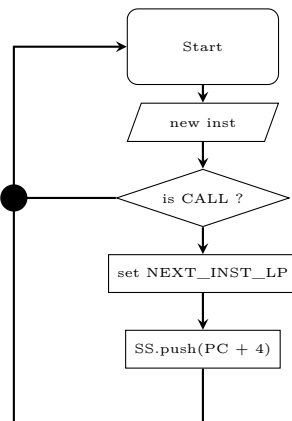 Start
new inst
is CALL ?
set NEXT_INST_LP
SS.push(PC + 4)